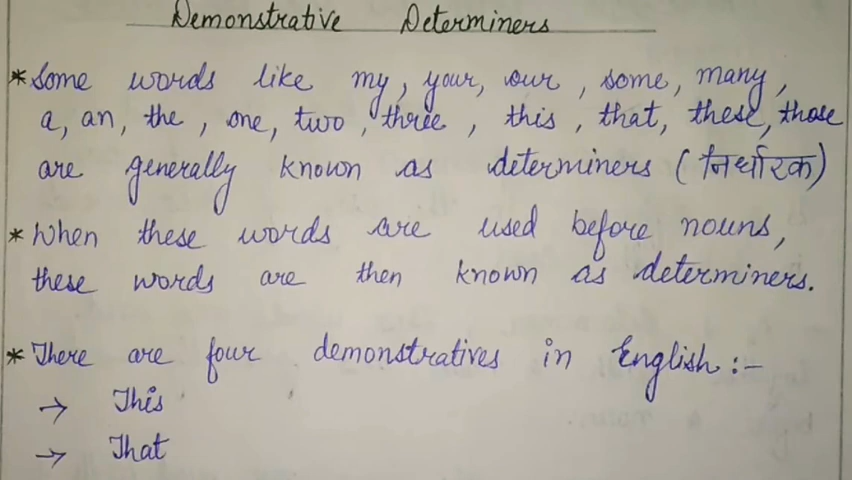 Demonstrative Determiners
* Some words like my, your, our, some, many,
a, an, the, one, two, three, this, that, these, those
are generally known as determiners (निर्धारक)
* When these words are used before nouns,
these words are then known as determiners.
* There are four demonstratives in English :-
→ This
→ That